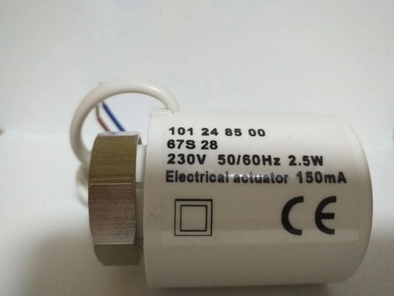 101 24 85 00
67S 28
230V 50/60Hz 2.5W
Electrical actuator 150mA
CE